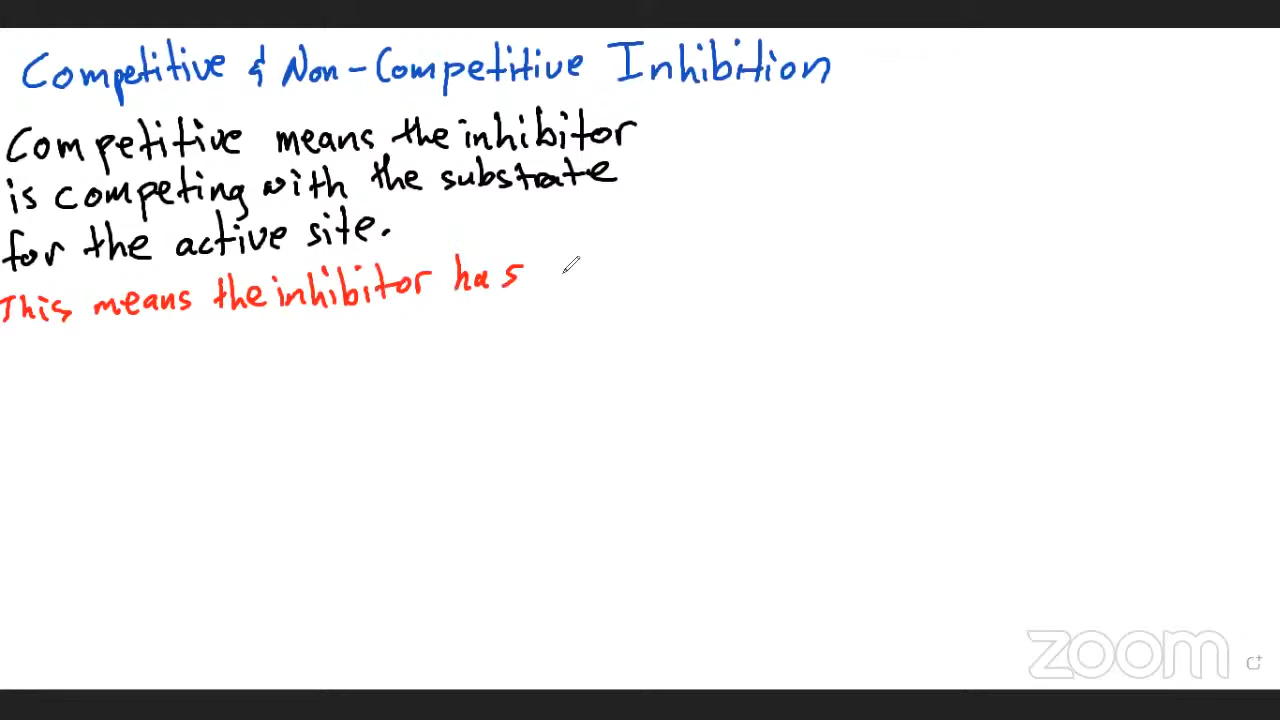 Competitive & Non-Competitive Inhibition
Competitive means the inhibitor
is competing with the substrate
for the active site.
This means the inhibitor has
zoom